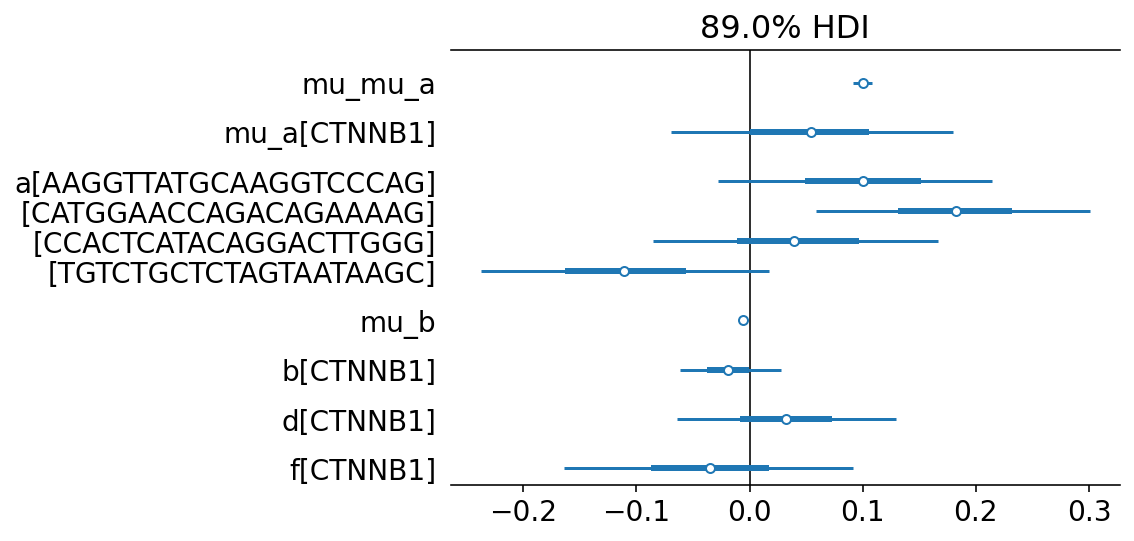 89.0% HDI
mu_mu_a
mu_a[CTNNB1]
a[AAGGTTATGCAAGGTCCCAG]
[CATGGAACCAGACAGAAAAG]
[CCACTCATACAGGACTTGGG]
[TGTCTGCTCTAGTAATAAGC]
mu_b
b[CTNNB1]
d[CTNNB1]
f[CTNNB1]
−0.2 −0.1 0.0 0.1 0.2 0.3